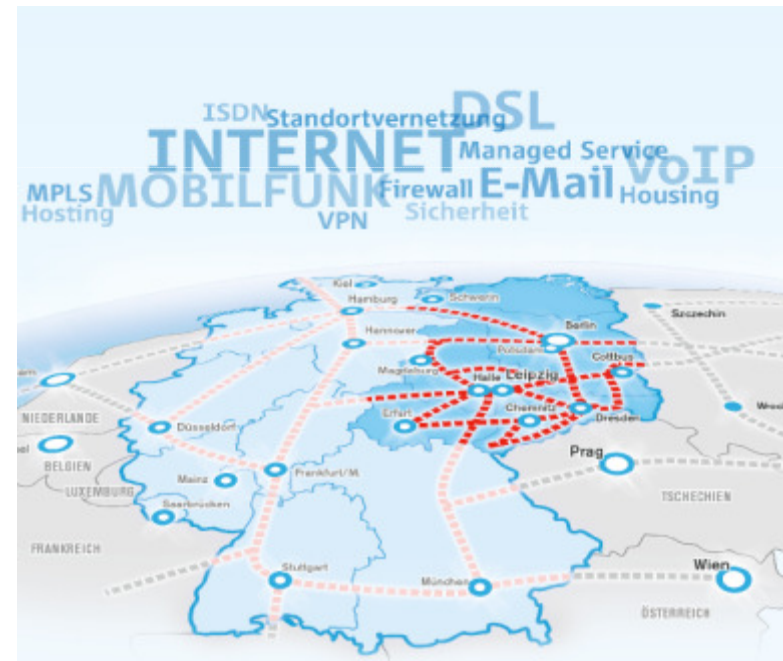 ISDN
Standortvernetzung
DSL
INTERNET
Managed Service
VoIP
MPLS
MOBILFUNK
Firewall
E-Mail
Housing
Hosting
VPN
Sicherheit
Kiel
Hamburg
Schwerin
Szczechin
Hannover
Berlin
Potsdam
Magdeburg
Cottbus
Halle
Leipzig
NIEDERLANDE
Düsseldorf
Erfurt
Chemnitz
Dresden
BELGIEN
Prag
Mainz
Frankfurt/M.
LUXEMBURG
TSCHECHIEN
Saarbrücken
FRANKREICH
Stuttgart
München
Wien
ÖSTERREICH